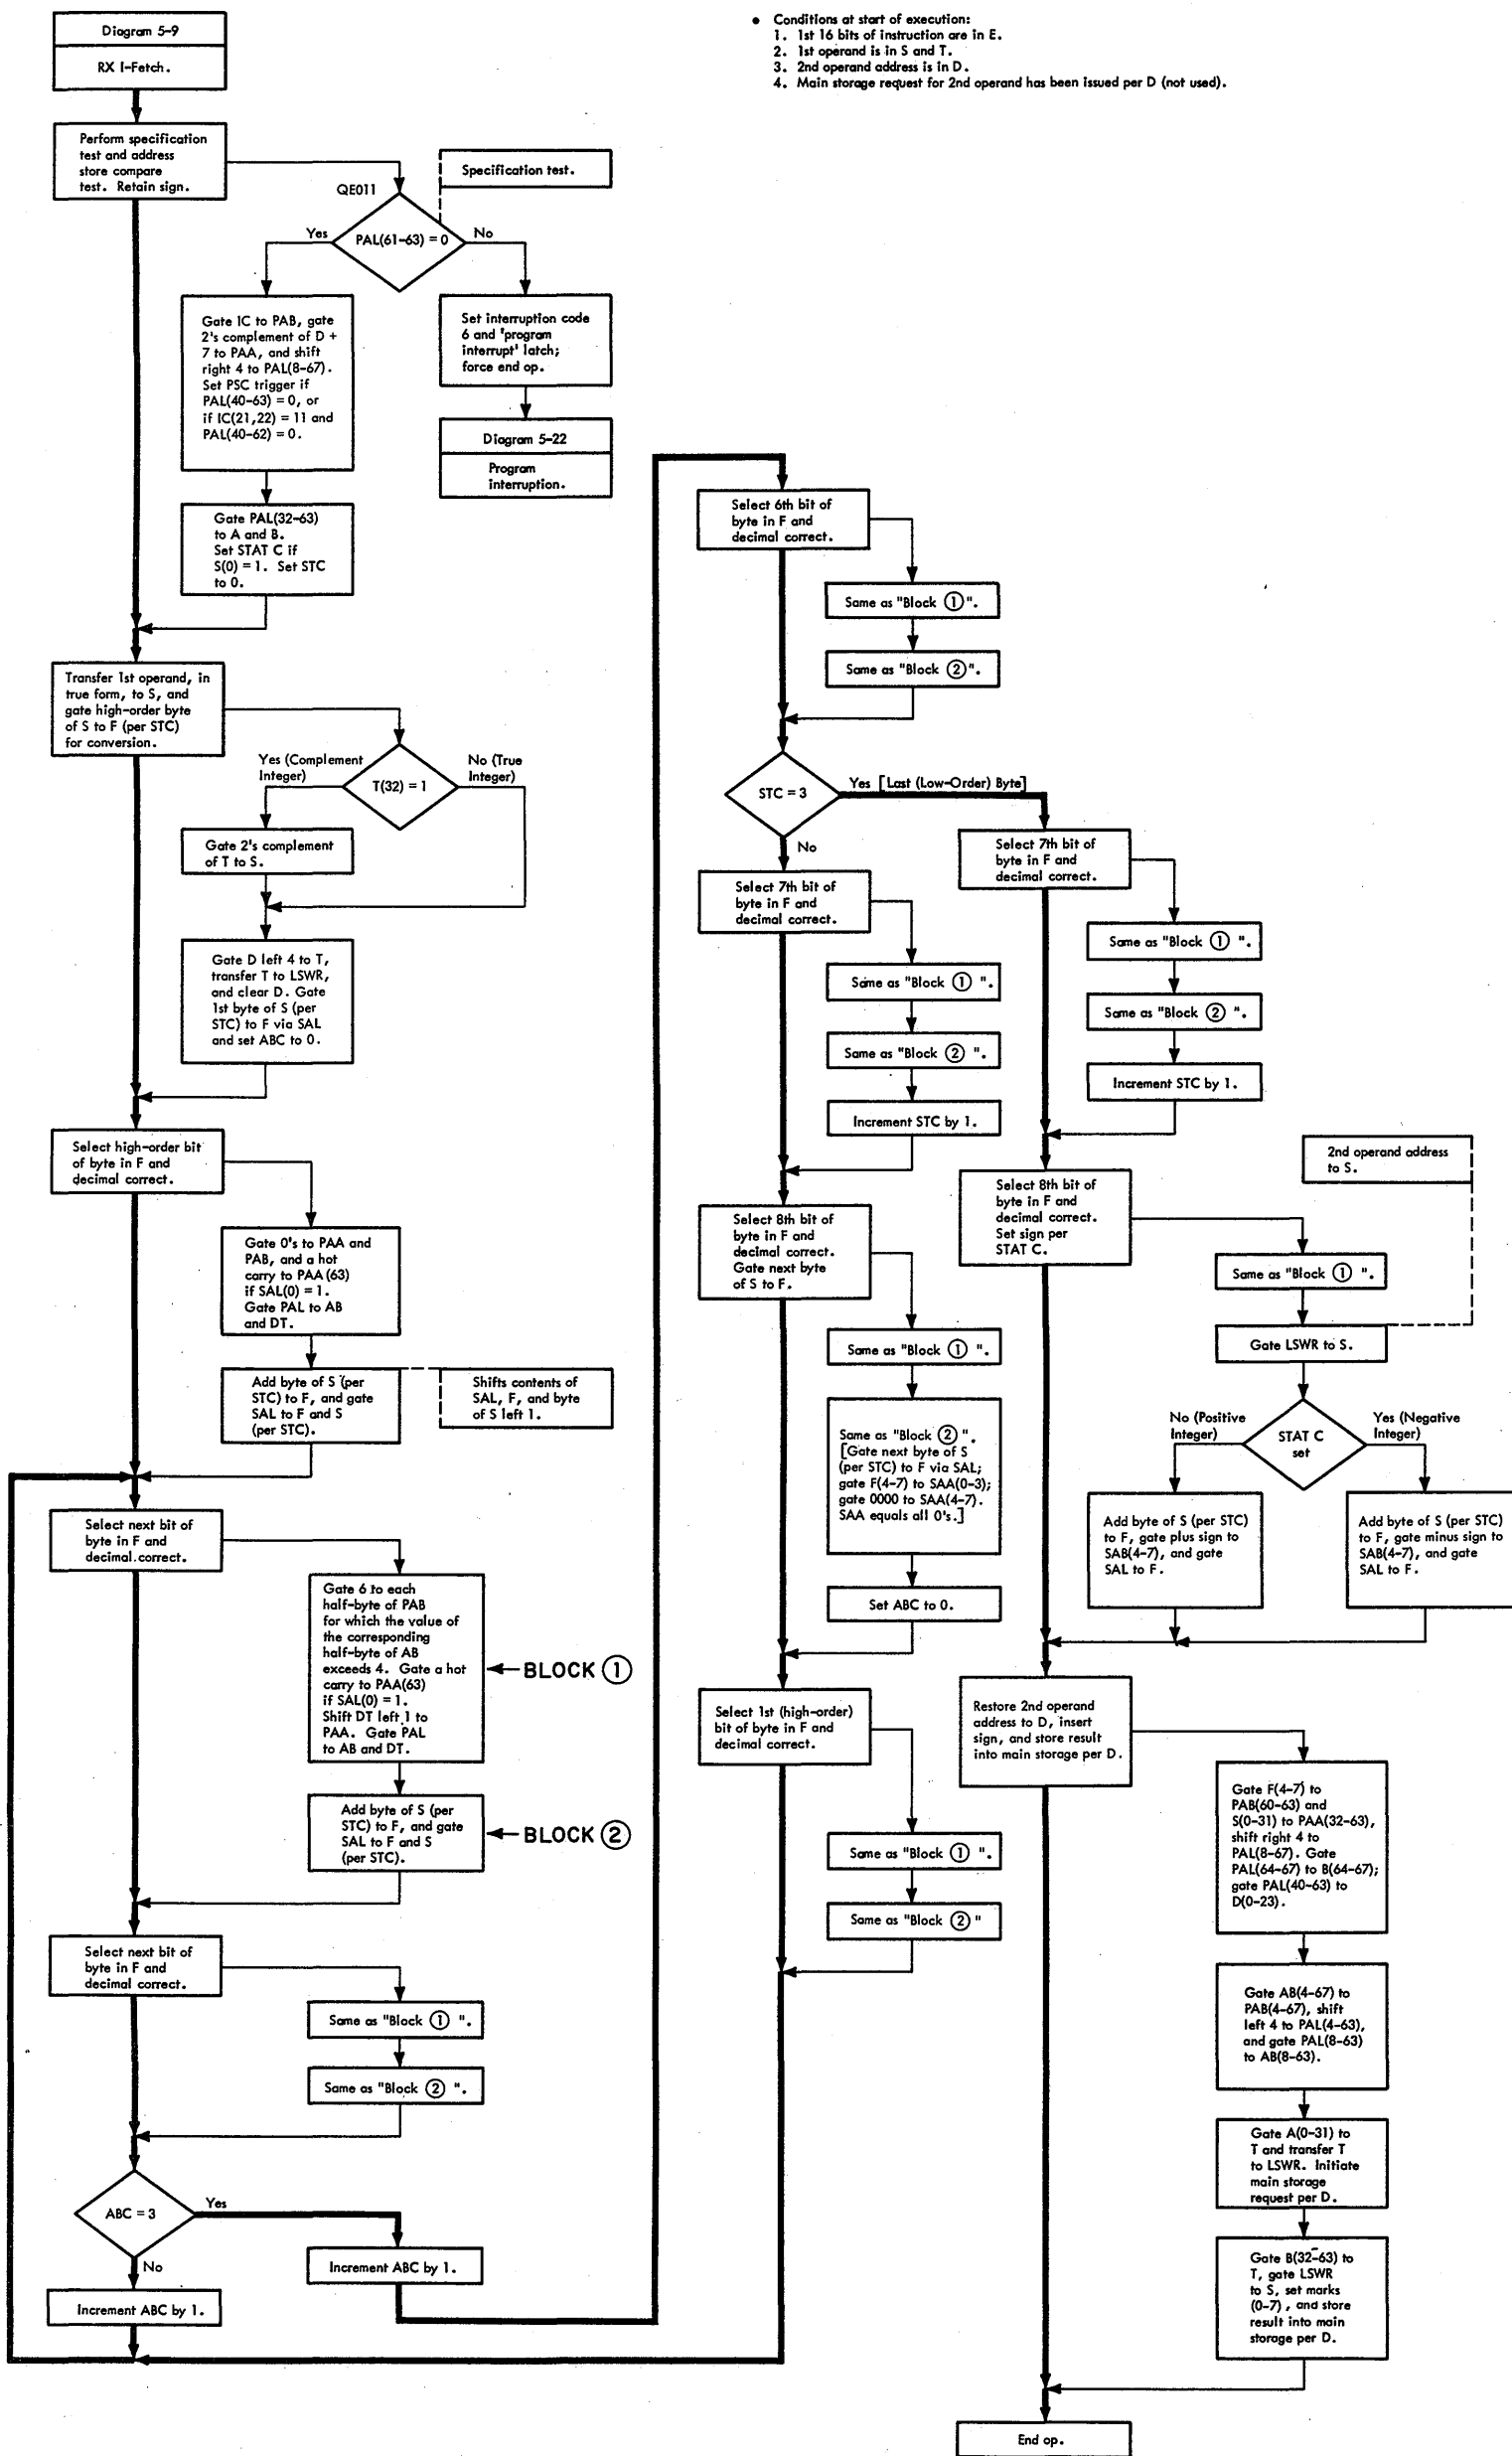 Diagram 5-9
RX I-Fetch.
● Conditions at start of execution:
1. 1st 16 bits of instruction are in E.
2. 1st operand is in S and T.
3. 2nd operand address is in D.
4. Main storage request for 2nd operand has been issued per D (not used).
Perform specification
test and address
store compare
test. Retain sign.
Specification test.
QE011
PAL(61-63) = 0
Yes
No
Gate IC to PAB, gate
2's complement of D +
7 to PAA, and shift
right 4 to PAL(8-67).
Set PSC trigger if
PAL(40-63) = 0, or
if IC(21,22) = 11 and
PAL(40-62) = 0.
Set interruption code
6 and 'program
interrupt' latch;
force end op.
Diagram 5-22
Program
interruption.
Gate PAL(32-63)
to A and B.
Set STAT C if
S(0) = 1. Set STC
to 0.
Transfer 1st operand, in
true form, to S, and
gate high-order byte
of S to F (per STC)
for conversion.
Yes (Complement
Integer)
No (True
Integer)
T(32) = 1
Gate 2's complement
of T to S.
Gate D left 4 to T,
transfer T to LSWR,
and clear D. Gate
1st byte of S (per
STC) to F via SAL
and set ABC to 0.
Select high-order bit
of byte in F and
decimal correct.
Gate 0's to PAA and
PAB, and a hot
carry to PAA(63)
if SAL(0) = 1.
Gate PAL to AB
and DT.
Add byte of S (per
STC) to F, and gate
SAL to F and S
(per STC).
Shifts contents of
SAL, F, and byte
of S left 1.
Select next bit of
byte in F and
decimal correct.
Gate 6 to each
half-byte of PAB
for which the value of
the corresponding
half-byte of AB
exceeds 4. Gate a hot
carry to PAA(63)
if SAL(0) = 1.
Shift DT left 1 to
PAA. Gate PAL
to AB and DT.
BLOCK ①
Add byte of S (per
STC) to F, and gate
SAL to F and S
(per STC).
BLOCK ②
Select next bit of
byte in F and
decimal correct.
Same as "Block ① ".
Same as "Block ② ".
ABC = 3
Yes
No
Increment ABC by 1.
Increment ABC by 1.
Select 6th bit of
byte in F and
decimal correct.
Same as "Block ①".
Same as "Block ②".
STC = 3
Yes [Last (Low-Order) Byte]
No
Select 7th bit of
byte in F and
decimal correct.
Same as "Block ① ".
Same as "Block ② ".
Increment STC by 1.
Select 8th bit of
byte in F and
decimal correct.
Gate next byte
of S to F.
Same as "Block ① ".
Same as "Block ② ".
[Gate next byte of S
(per STC) to F via SAL;
gate F(4-7) to SAA(0-3);
gate 0000 to SAA(4-7).
SAA equals all 0's.]
Set ABC to 0.
Select 1st (high-order)
bit of byte in F and
decimal correct.
Same as "Block ① ".
Same as "Block ② "
Select 7th bit of
byte in F and
decimal correct.
Same as "Block ① ".
Same as "Block ② ".
Increment STC by 1.
Select 8th bit of
byte in F and
decimal correct.
Set sign per
STAT C.
2nd operand address
to S.
Same as "Block ① ".
Gate LSWR to S.
No (Positive
Integer)
Yes (Negative
Integer)
STAT C
set
Add byte of S (per STC)
to F, gate plus sign to
SAB(4-7), and gate
SAL to F.
Add byte of S (per STC)
to F, gate minus sign to
SAB(4-7), and gate
SAL to F.
Restore 2nd operand
address to D, insert
sign, and store result
into main storage per D.
Gate F(4-7) to
PAB(60-63) and
S(0-31) to PAA(32-63),
shift right 4 to
PAL(8-67). Gate
PAL(64-67) to B(64-67);
gate PAL(40-63) to
D(0-23).
Gate AB(4-67) to
PAB(4-67), shift
left 4 to PAL(4-63),
and gate PAL(8-63)
to AB(8-63).
Gate A(0-31) to
T and transfer T
to LSWR. Initiate
main storage
request per D.
Gate B(32-63) to
T, gate LSWR
to S, set marks
(0-7), and store
result into main
storage per D.
End op.